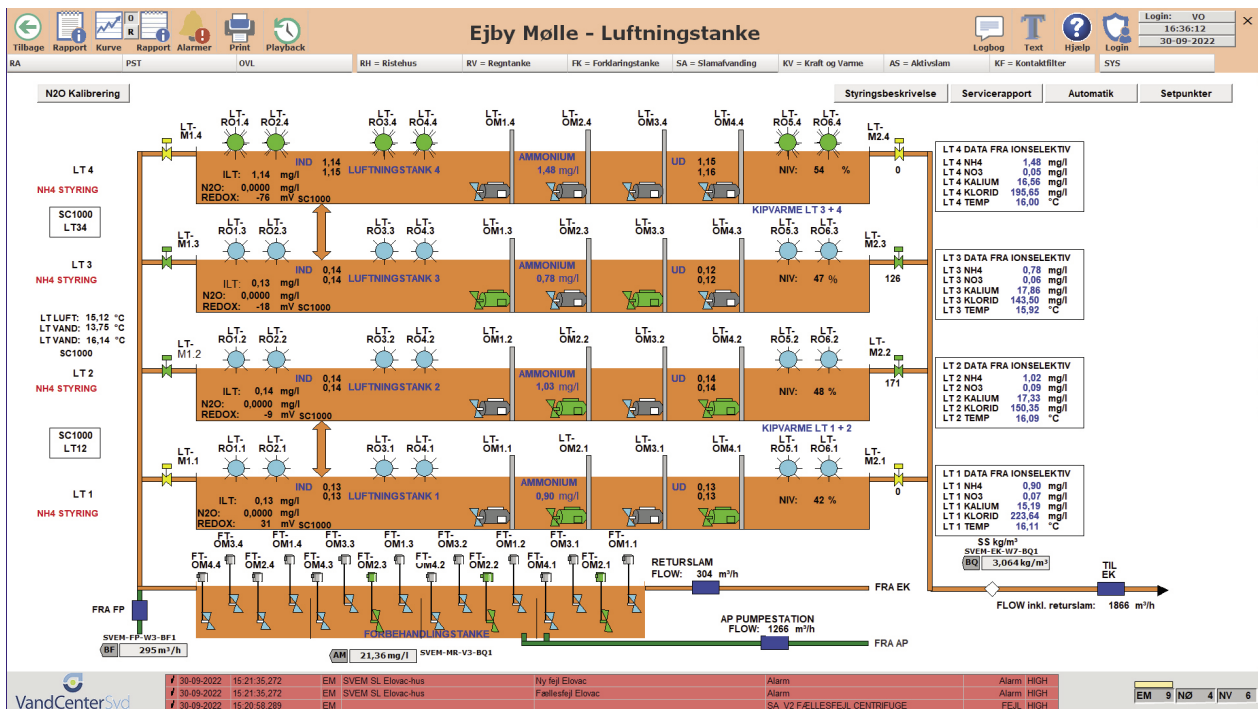 Ejby Mølle - Luftningstanke
Tilbage Rapport Kurve 0 R Rapport Alarmer Print Playback
Logbog Text Hjælp Login
Login: VO
16:36:12
30-09-2022
RA PST OVL RH = Ristehus RV = Regntanke FK = Forklaringstanke SA = Slamafvanding KV = Kraft og Varme AS = Aktivslam KF = Kontaktfilter SYS
N2O Kalibrering Styringsbeskrivelse Servicerapport Automatik Setpunkter
LT-M1.4 LT-RO1.4 LT-RO2.4 LT-RO3.4 LT-RO4.4 LT-OM1.4 LT-OM2.4 LT-OM3.4 LT-OM4.4 LT-RO5.4 LT-RO6.4 LT-M2.4
LT 4
NH4 STYRING
IND 1,14
1,15
LUFTNINGSTANK 4
ILT: 1,14 mg/l
N2O: 0,0000 mg/l
REDOX: -76 mV SC1000
AMMONIUM
1,48 mg/l
UD 1,15
1,16
NIV: 54 %
0
LT 4 DATA FRA IONSELEKTIV
LT 4 NH4 1,48 mg/l
LT 4 NO3 0,05 mg/l
LT 4 KALIUM 16,56 mg/l
LT 4 KLORID 195,65 mg/l
LT 4 TEMP 16,00 °C
SC1000
LT34
KIPVARME LT 3 + 4
LT-M1.3 LT-RO1.3 LT-RO2.3 LT-RO3.3 LT-RO4.3 LT-OM1.3 LT-OM2.3 LT-OM3.3 LT-OM4.3 LT-RO5.3 LT-RO6.3 LT-M2.3
LT 3
NH4 STYRING
IND 0,14
0,14
LUFTNINGSTANK 3
ILT: 0,13 mg/l
N2O: 0,0000 mg/l
REDOX: -18 mV SC1000
AMMONIUM
0,78 mg/l
UD 0,12
0,12
NIV: 47 %
126
LT 3 DATA FRA IONSELEKTIV
LT 3 NH4 0,78 mg/l
LT 3 NO3 0,06 mg/l
LT 3 KALIUM 17,86 mg/l
LT 3 KLORID 143,50 mg/l
LT 3 TEMP 15,92 °C
LT LUFT: 15,12 °C
LT VAND: 13,75 °C
LT VAND: 16,14 °C
SC1000
LT-M1.2 LT-RO1.2 LT-RO2.2 LT-RO3.2 LT-RO4.2 LT-OM1.2 LT-OM2.2 LT-OM3.2 LT-OM4.2 LT-RO5.2 LT-RO6.2 LT-M2.2
LT 2
NH4 STYRING
IND 0,14
0,14
LUFTNINGSTANK 2
ILT: 0,14 mg/l
N2O: 0,0000 mg/l
REDOX: -9 mV SC1000
AMMONIUM
1,03 mg/l
UD 0,14
0,14
NIV: 48 %
171
LT 2 DATA FRA IONSELEKTIV
LT 2 NH4 1,02 mg/l
LT 2 NO3 0,09 mg/l
LT 2 KALIUM 17,33 mg/l
LT 2 KLORID 150,35 mg/l
LT 2 TEMP 16,09 °C
SC1000
LT12
KIPVARME LT 1 + 2
LT-M1.1 LT-RO1.1 LT-RO2.1 LT-RO3.1 LT-RO4.1 LT-OM1.1 LT-OM2.1 LT-OM3.1 LT-OM4.1 LT-RO5.1 LT-RO6.1 LT-M2.1
LT 1
NH4 STYRING
IND 0,13
0,13
LUFTNINGSTANK 1
ILT: 0,13 mg/l
N2O: 0,0000 mg/l
REDOX: 31 mV SC1000
AMMONIUM
0,90 mg/l
UD 0,13
0,13
NIV: 42 %
0
LT 1 DATA FRA IONSELEKTIV
LT 1 NH4 0,90 mg/l
LT 1 NO3 0,07 mg/l
LT 1 KALIUM 15,19 mg/l
LT 1 KLORID 223,64 mg/l
LT 1 TEMP 16,11 °C
FT-OM3.4 FT-OM1.4 FT-OM3.3 FT-OM1.3 FT-OM3.2 FT-OM1.2 FT-OM3.1 FT-OM1.1
FT-OM4.4 FT-OM2.4 FT-OM4.3 FT-OM2.3 FT-OM4.2 FT-OM2.2 FT-OM4.1 FT-OM2.1
FORBEHANDLINGSTANKE
RETURSLAM
FLOW: 304 m³/h
FRA EK
SS kg/m³
SVEM-EK-W7-BQ1
BQ 3,064 kg/m³
TIL
EK
FLOW inkl. returslam: 1866 m³/h
FRA FP
AP PUMPESTATION
FLOW: 1266 m³/h
FRA AP
SVEM-FP-W3-BF1
BF 295 m³/h
AM 21,36 mg/l SVEM-MR-V3-BQ1
VandCenterSyd
30-09-2022 15:21:35,272 EM SVEM SL Elovac-hus Ny fejl Elovac Alarm Alarm HIGH
30-09-2022 15:21:35,272 EM SVEM SL Elovac-hus Fællesfejl Elovac Alarm Alarm HIGH
30-09-2022 15:20:58,289 EM SA V2 FÆLLESFEJL CENTRIFUGE FEJL HIGH
EM 9 NØ 4 NV 6